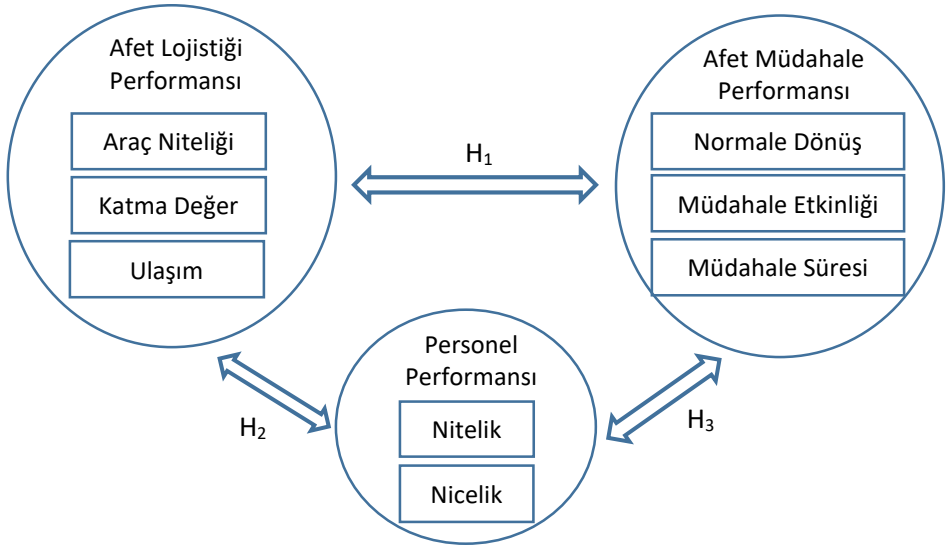 Afet Lojistiği
Performansı
Araç Niteliği
Katma Değer
Ulaşım
H₁
Afet Müdahale
Performansı
Normale Dönüş
Müdahale Etkinliği
Müdahale Süresi
H₂
Personel
Performansı
Nitelik
Nicelik
H₃